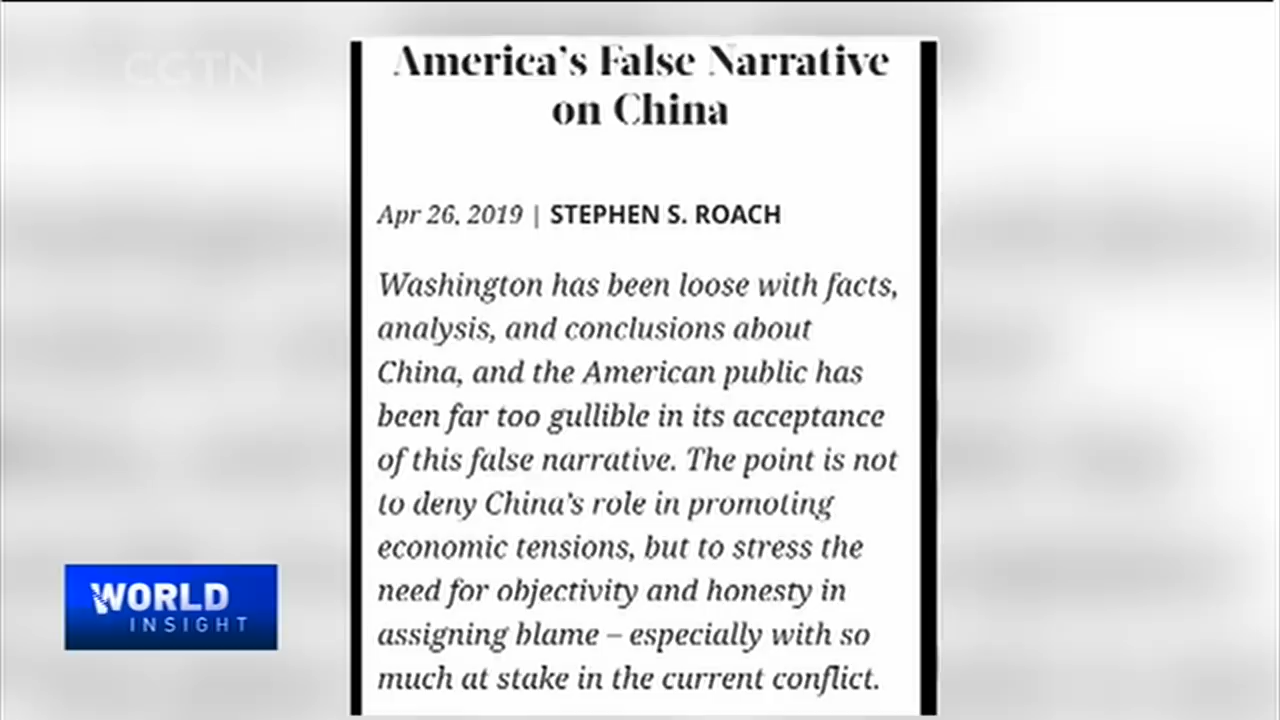 CGTN
America's False Narrative
on China
Apr 26, 2019 | STEPHEN S. ROACH
Washington has been loose with facts,
analysis, and conclusions about
China, and the American public has
been far too gullible in its acceptance
of this false narrative. The point is not
to deny China's role in promoting
economic tensions, but to stress the
need for objectivity and honesty in
assigning blame – especially with so
much at stake in the current conflict.
WORLD
INSIGHT